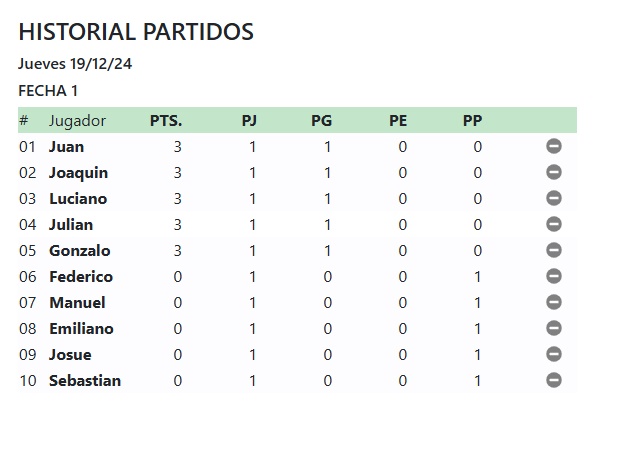 HISTORIAL PARTIDOS
Jueves 19/12/24
FECHA 1
# Jugador PTS. PJ PG PE PP
01 Juan 3 1 1 0 0
02 Joaquin 3 1 1 0 0
03 Luciano 3 1 1 0 0
04 Julian 3 1 1 0 0
05 Gonzalo 3 1 1 0 0
06 Federico 0 1 0 0 1
07 Manuel 0 1 0 0 1
08 Emiliano 0 1 0 0 1
09 Josue 0 1 0 0 1
10 Sebastian 0 1 0 0 1